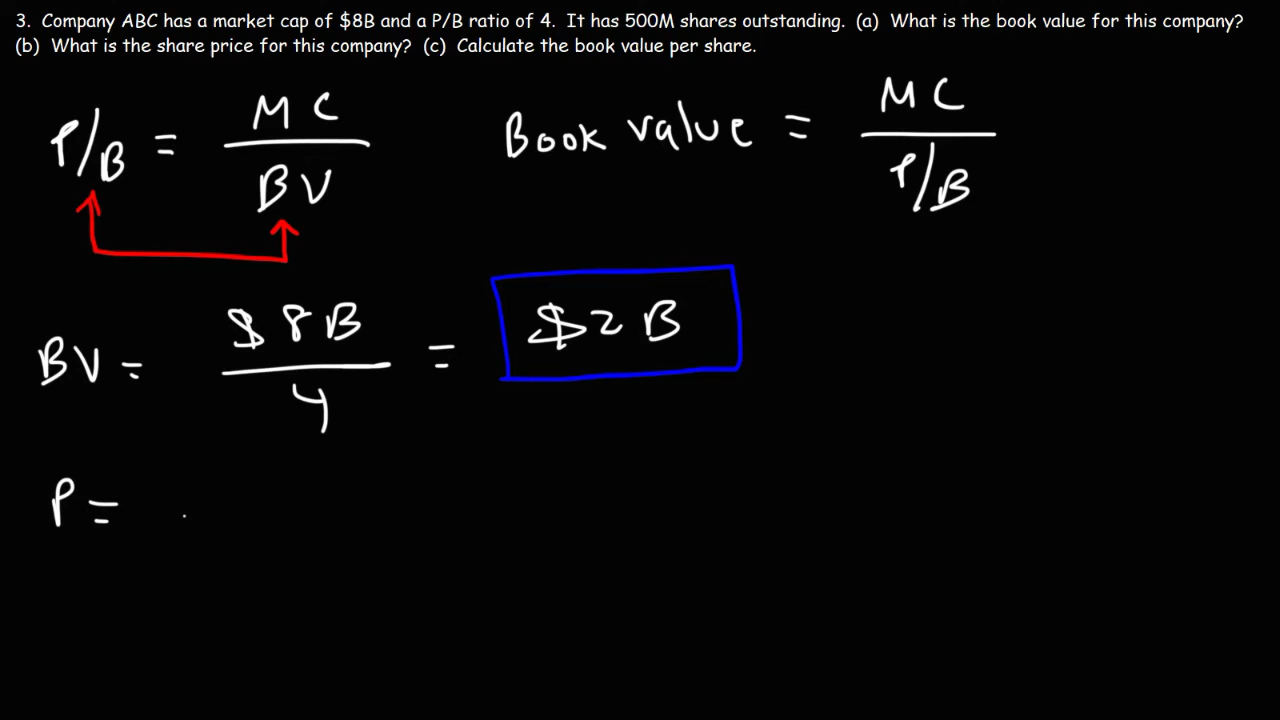 3. Company ABC has a market cap of $8B and a P/B ratio of 4. It has 500M shares outstanding. (a) What is the book value for this company?
(b) What is the share price for this company? (c) Calculate the book value per share.
P/B = MC / BV
Book value = MC / P/B
BV = $8B / 4 = $2B
P =